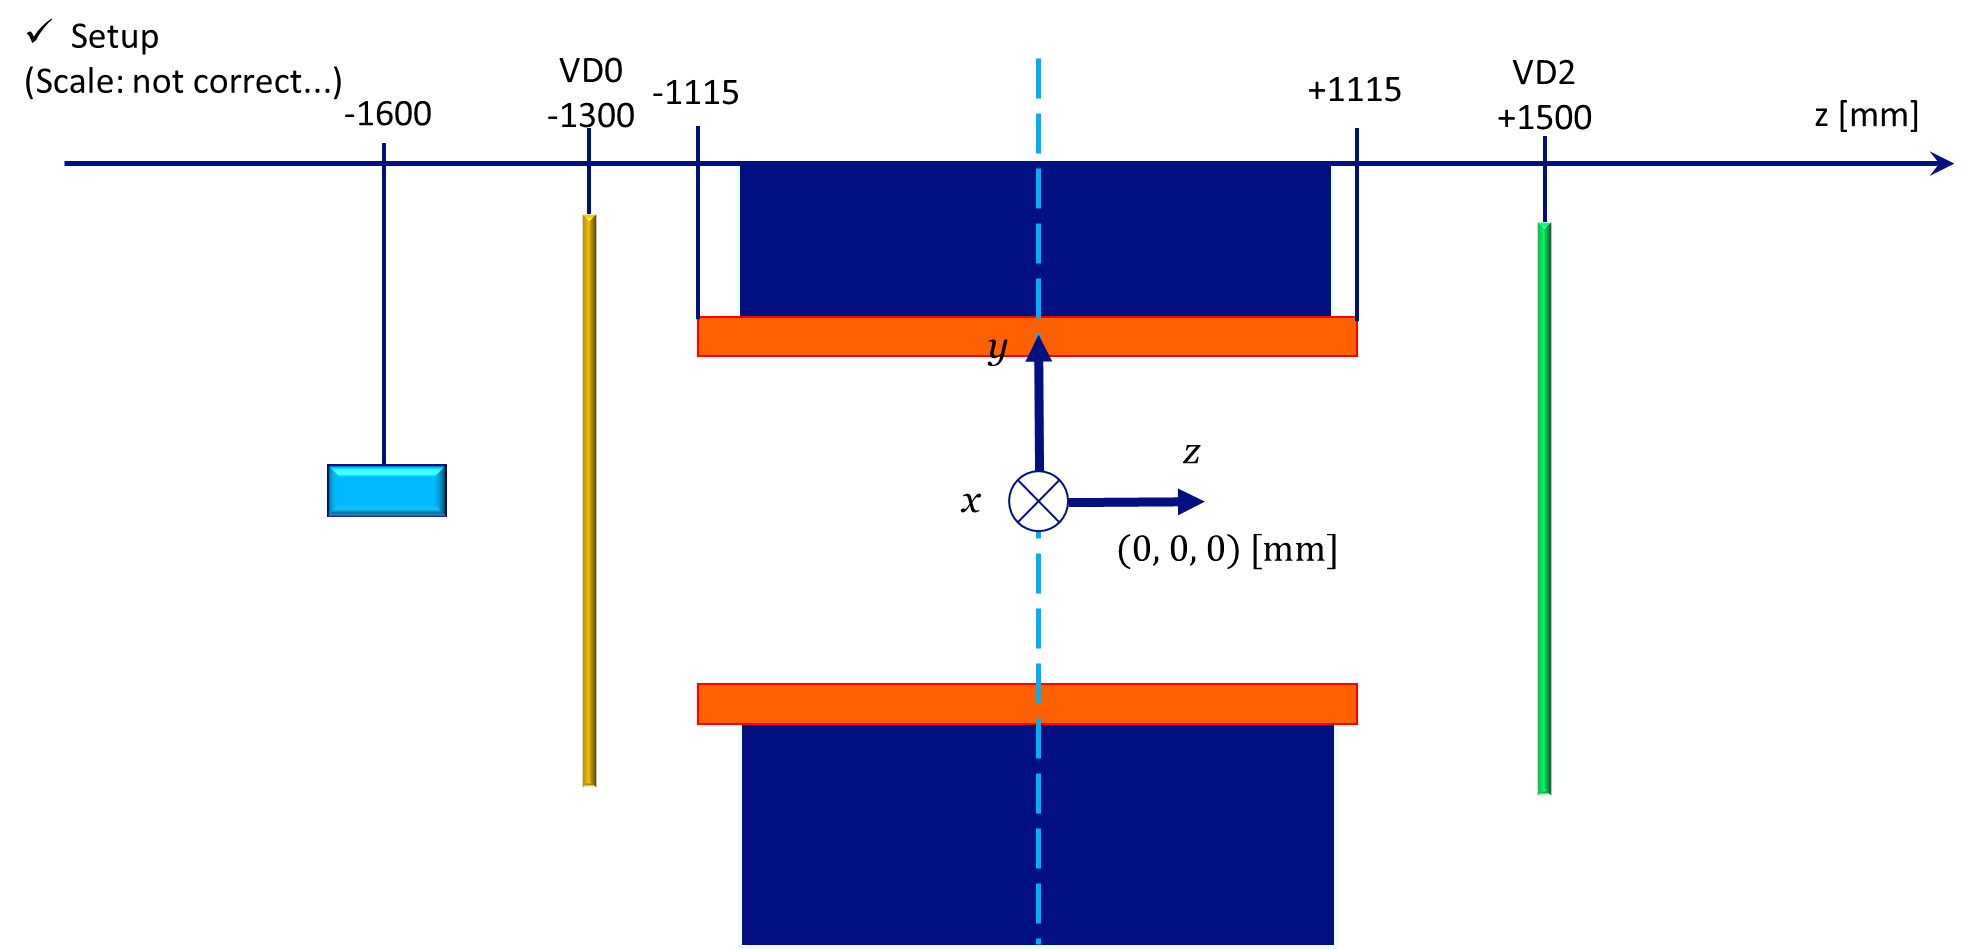 ✓ Setup
(Scale: not correct...)
-1600
VD0
-1300
-1115
+1115
VD2
+1500
z [mm]
y
z
x
(0, 0, 0) [mm]